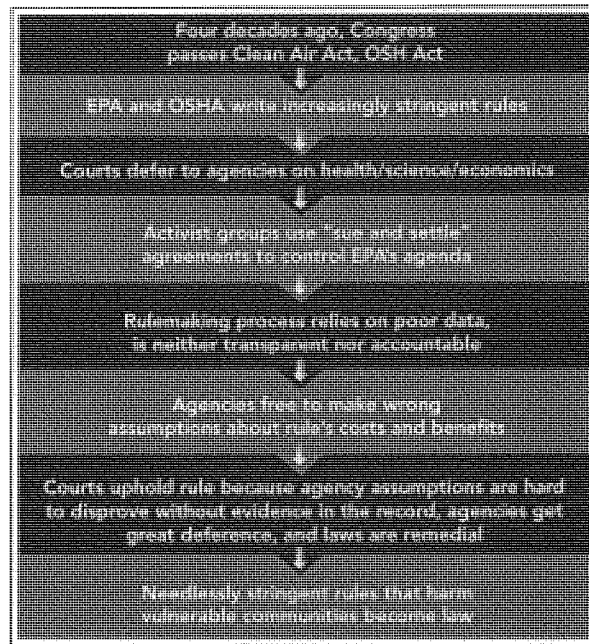 Four decades ago, Congress
passes Clean Air Act, OSH Act
EPA and OSHA write increasingly stringent rules
Courts defer to agencies on health/science/economics
Activist groups use "sue and settle"
agreements to control EPA's agenda
Rulemaking process relies on poor data,
is neither transparent nor accountable
Agencies free to make wrong
assumptions about rule's costs and benefits
Courts uphold rule because agency assumptions are hard
to disprove without evidence in the record, agencies get
great deference, and laws are remedial
Needlessly stringent rules that harm
vulnerable communities become law